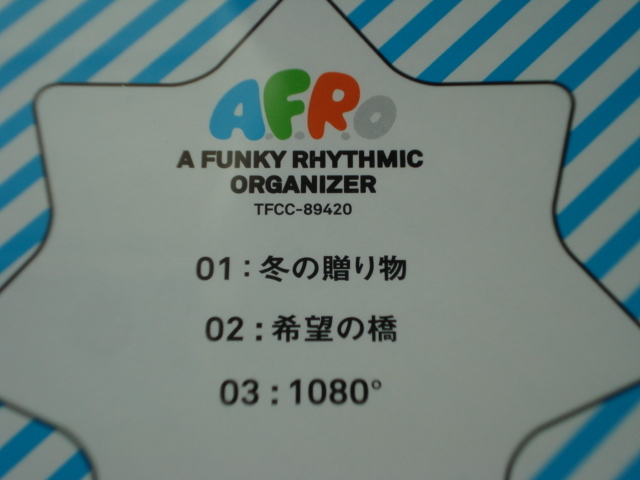 A.F.R.O
A FUNKY RHYTHMIC
ORGANIZER
TFCC-89420
01:冬の贈り物
02:希望の橋
03:1080°